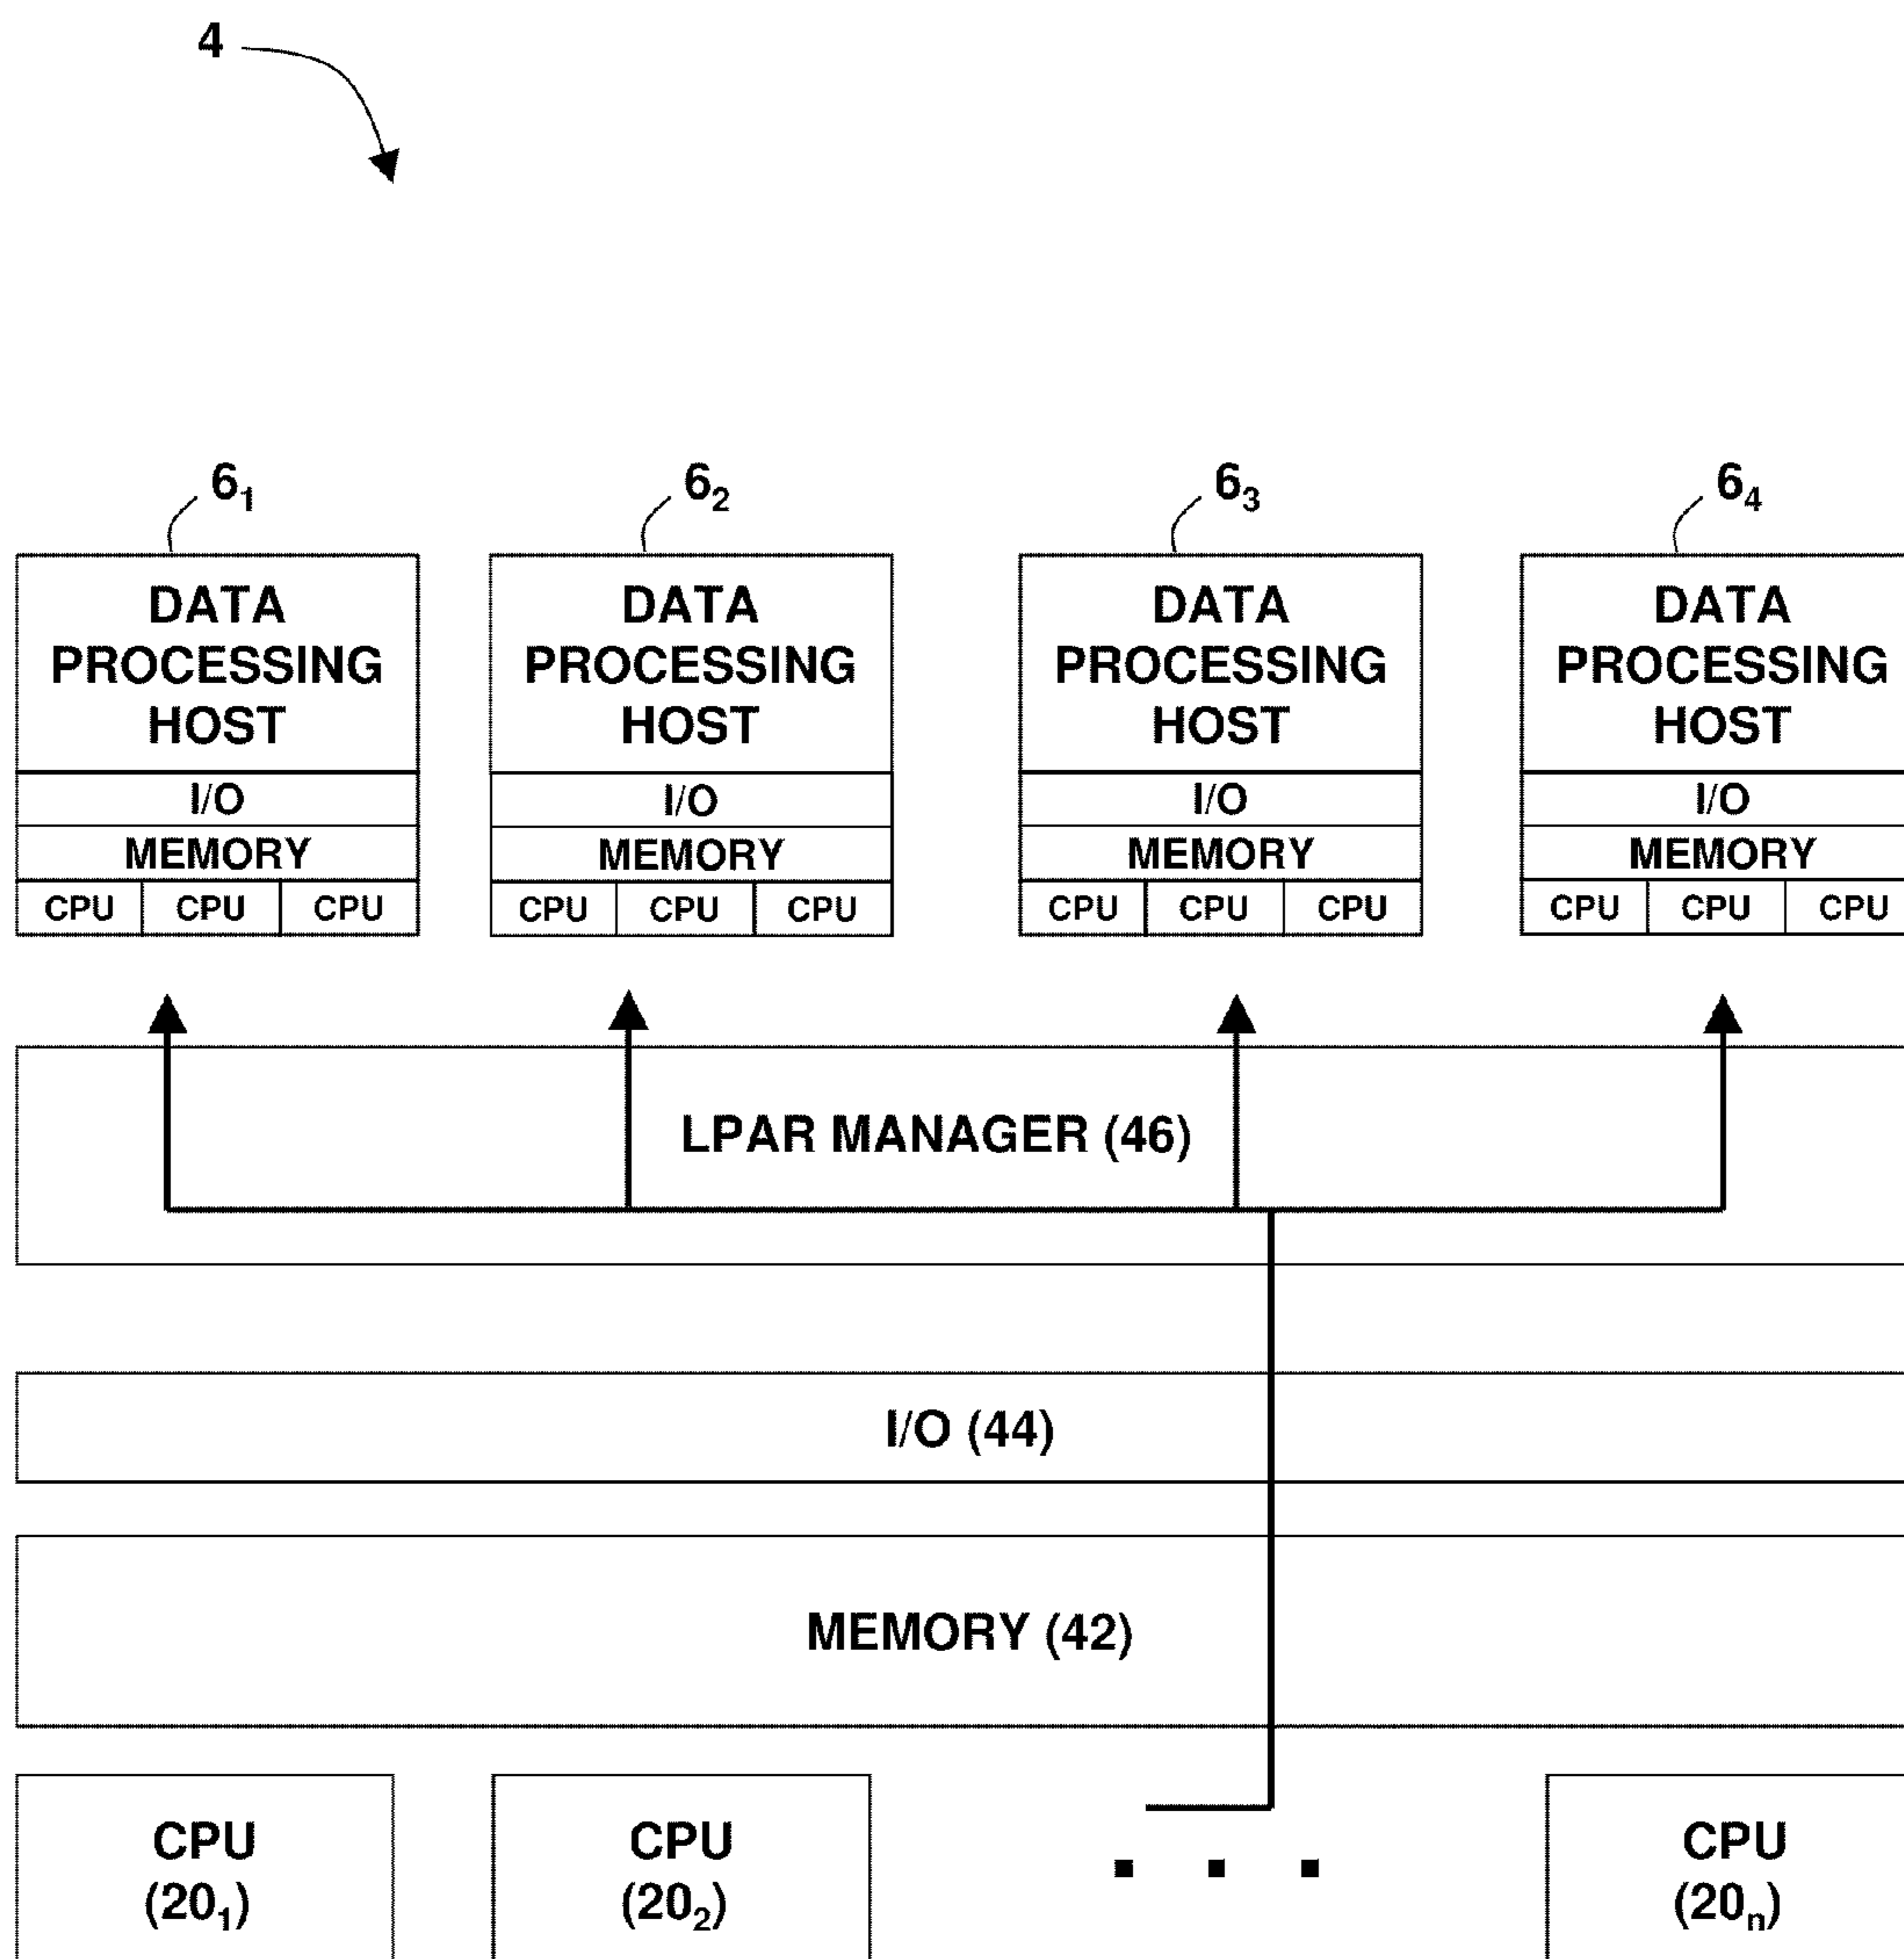 4
6₁ 6₂ 6₃ 6₄
DATA DATA DATA DATA
PROCESSING PROCESSING PROCESSING PROCESSING
HOST HOST HOST HOST
I/O I/O I/O I/O
MEMORY MEMORY MEMORY MEMORY
CPU CPU CPU CPU CPU CPU CPU CPU CPU CPU CPU CPU
LPAR MANAGER (46)
I/O (44)
MEMORY (42)
CPU CPU CPU
(20₁) (20₂) . . . (20ₙ)